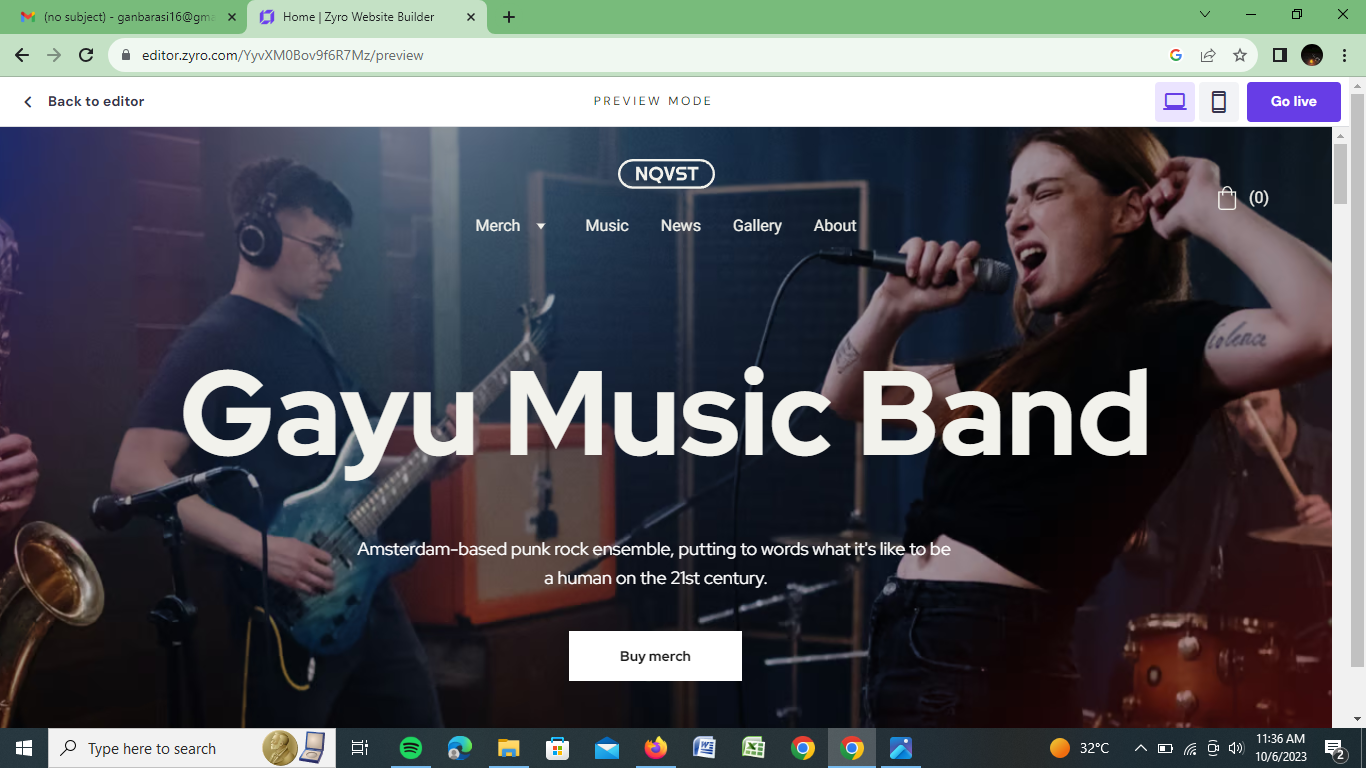 (no subject) - ganbarasi16@gma
Home | Zyro Website Builder
editor.zyro.com/YyvXM0Bov9f6R7Mz/preview
Back to editor
PREVIEW MODE
Go live
NQVST
(0)
Merch Music News Gallery About
violence
Gayu Music Band
Amsterdam-based punk rock ensemble, putting to words what it's like to be
a human on the 21st century.
Buy merch
Type here to search
32°C
11:36 AM
10/6/2023
2